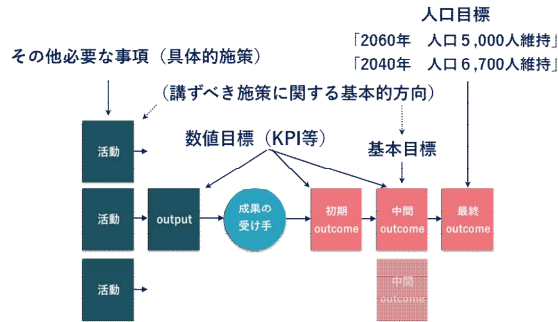 人口目標
「2060年　人口5,000人維持」
「2040年　人口6,700人維持」
その他必要な事項（具体的施策）
（講ずべき施策に関する基本的方向）
数値目標（KPI等）
基本目標
活動
活動
output
成果の
受け手
初期
outcome
中間
outcome
最終
outcome
活動
中間
outcome